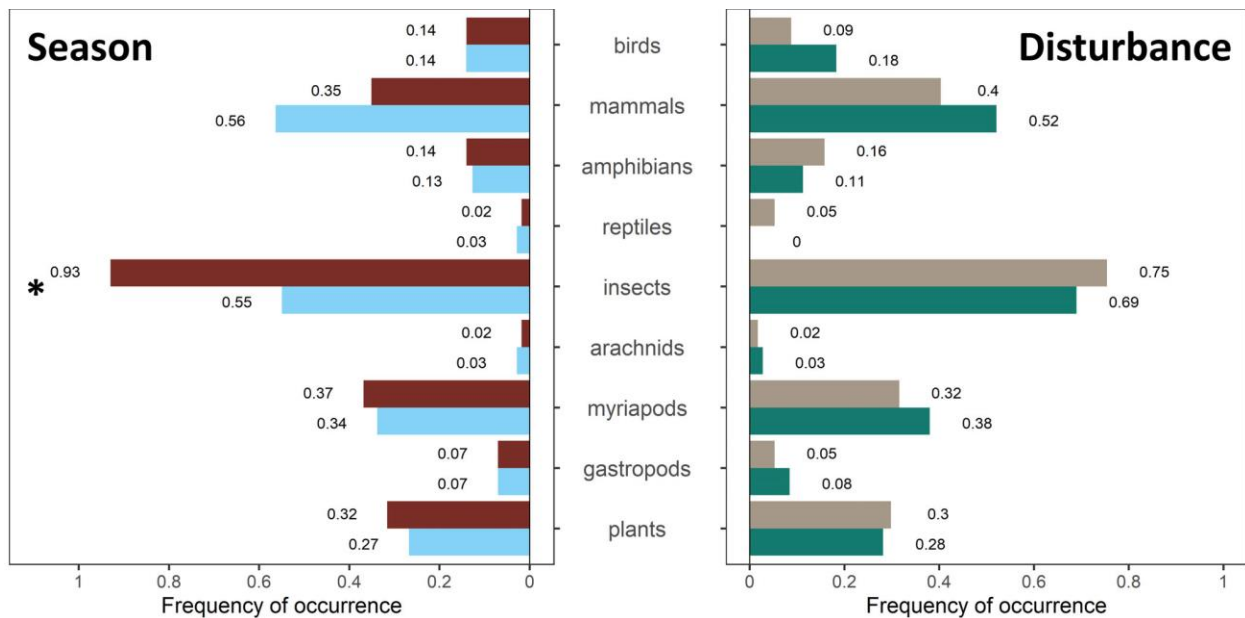 Season
Disturbance
0.14
birds
0.09
0.14
0.18
0.35
mammals
0.4
0.56
0.52
0.14
amphibians
0.16
0.13
0.11
0.02
reptiles
0.05
0.03
0
0.93
*
insects
0.75
0.55
0.69
0.02
arachnids
0.02
0.03
0.03
0.37
myriapods
0.32
0.34
0.38
0.07
gastropods
0.05
0.07
0.08
0.32
plants
0.3
0.27
0.28
1 0.8 0.6 0.4 0.2 0
0 0.2 0.4 0.6 0.8 1
Frequency of occurrence
Frequency of occurrence